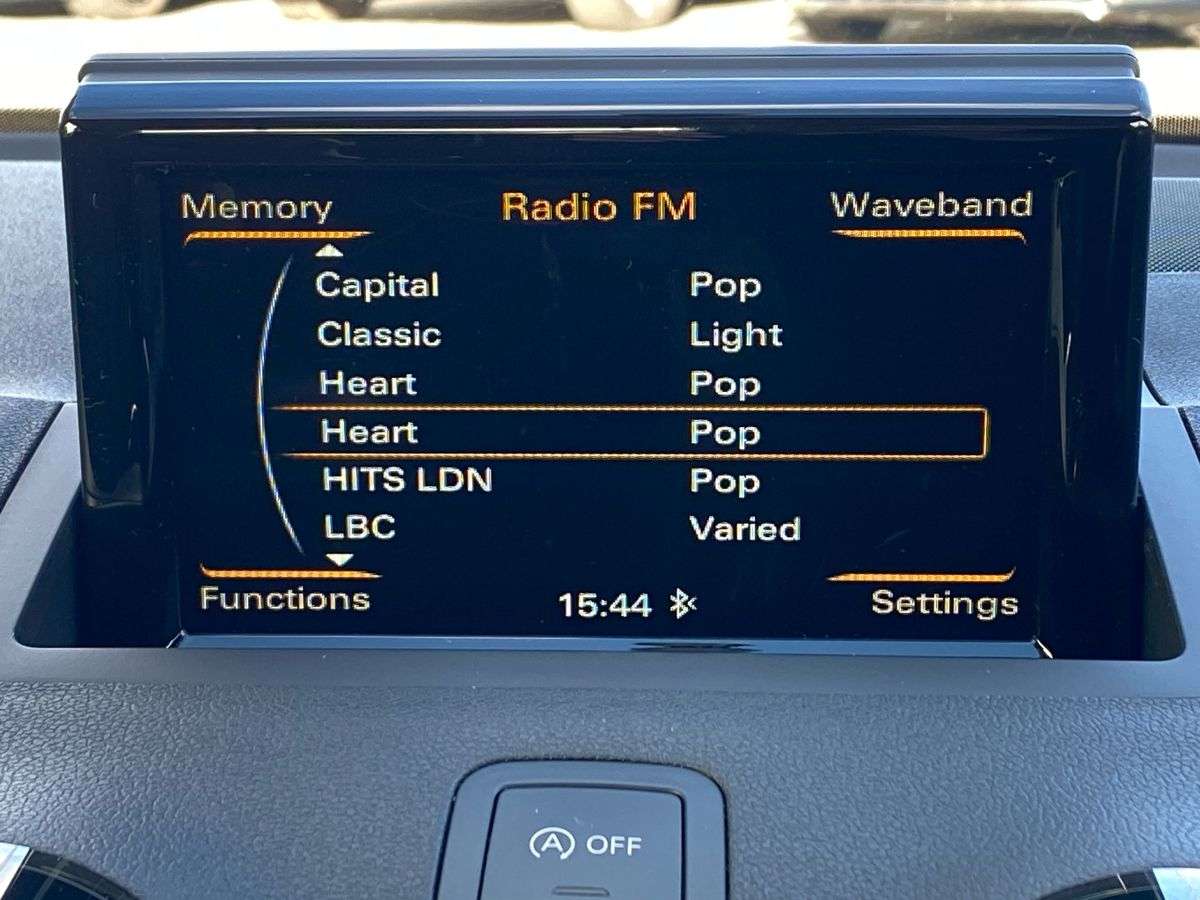 Memory Radio FM Waveband
Capital Pop
Classic Light
Heart Pop
Heart Pop
HITS LDN Pop
LBC Varied
Functions 15:44 Settings
A OFF